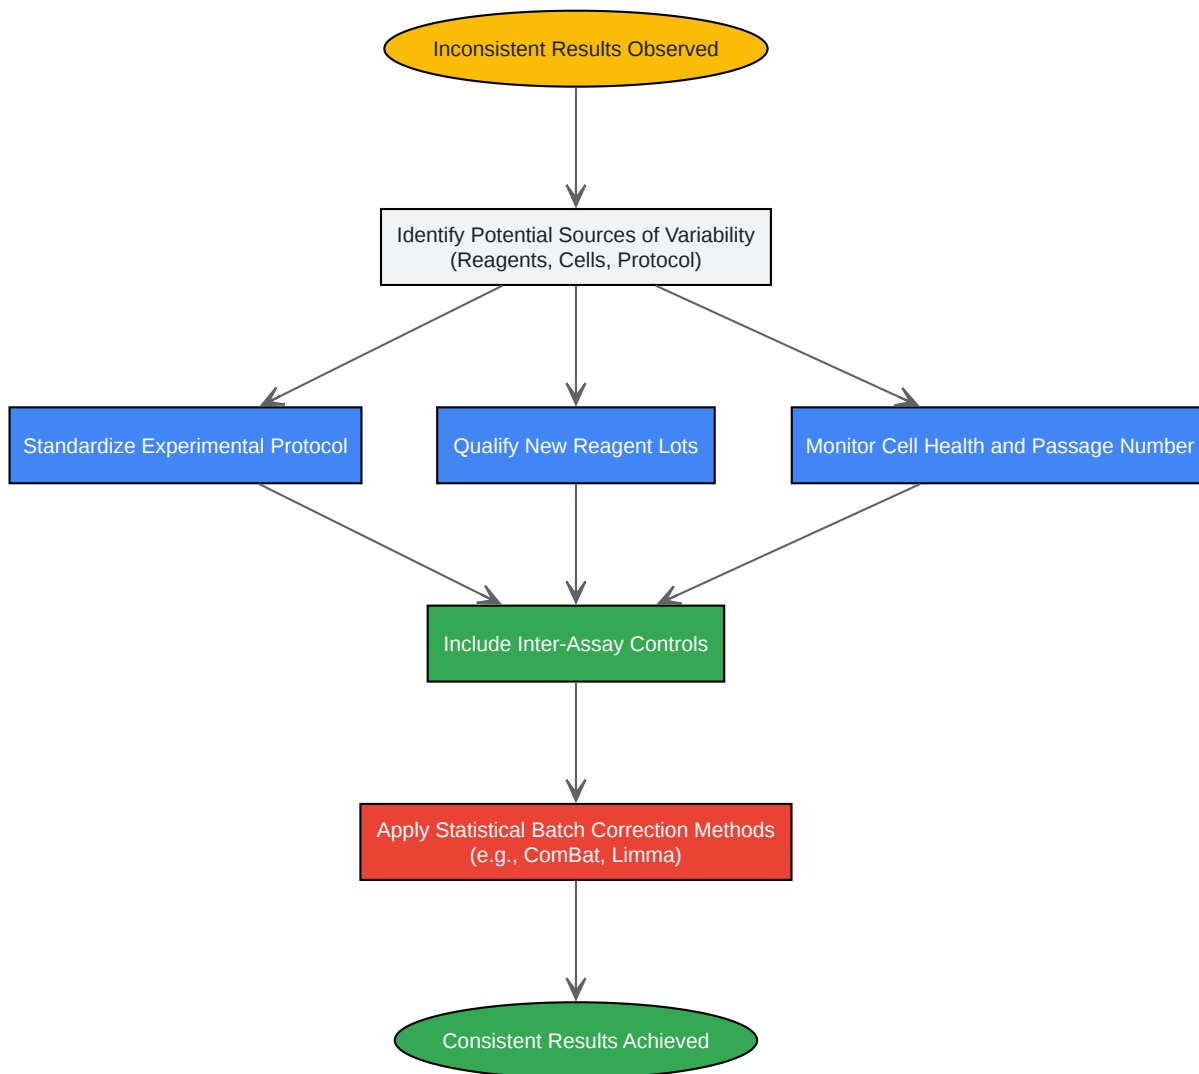 Inconsistent Results Observed
Identify Potential Sources of Variability
(Reagents, Cells, Protocol)
Standardize Experimental Protocol
Qualify New Reagent Lots
Monitor Cell Health and Passage Number
Include Inter-Assay Controls
Apply Statistical Batch Correction Methods
(e.g., ComBat, Limma)
Consistent Results Achieved